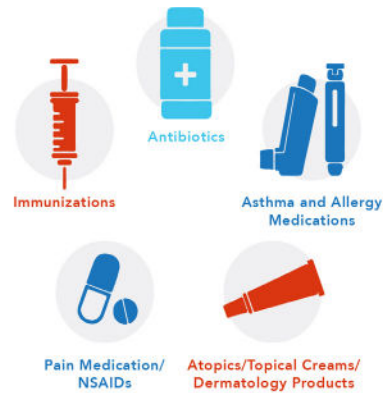 Antibiotics
Immunizations
Asthma and Allergy
Medications
Pain Medication/
NSAIDs
Atopics/Topical Creams/
Dermatology Products